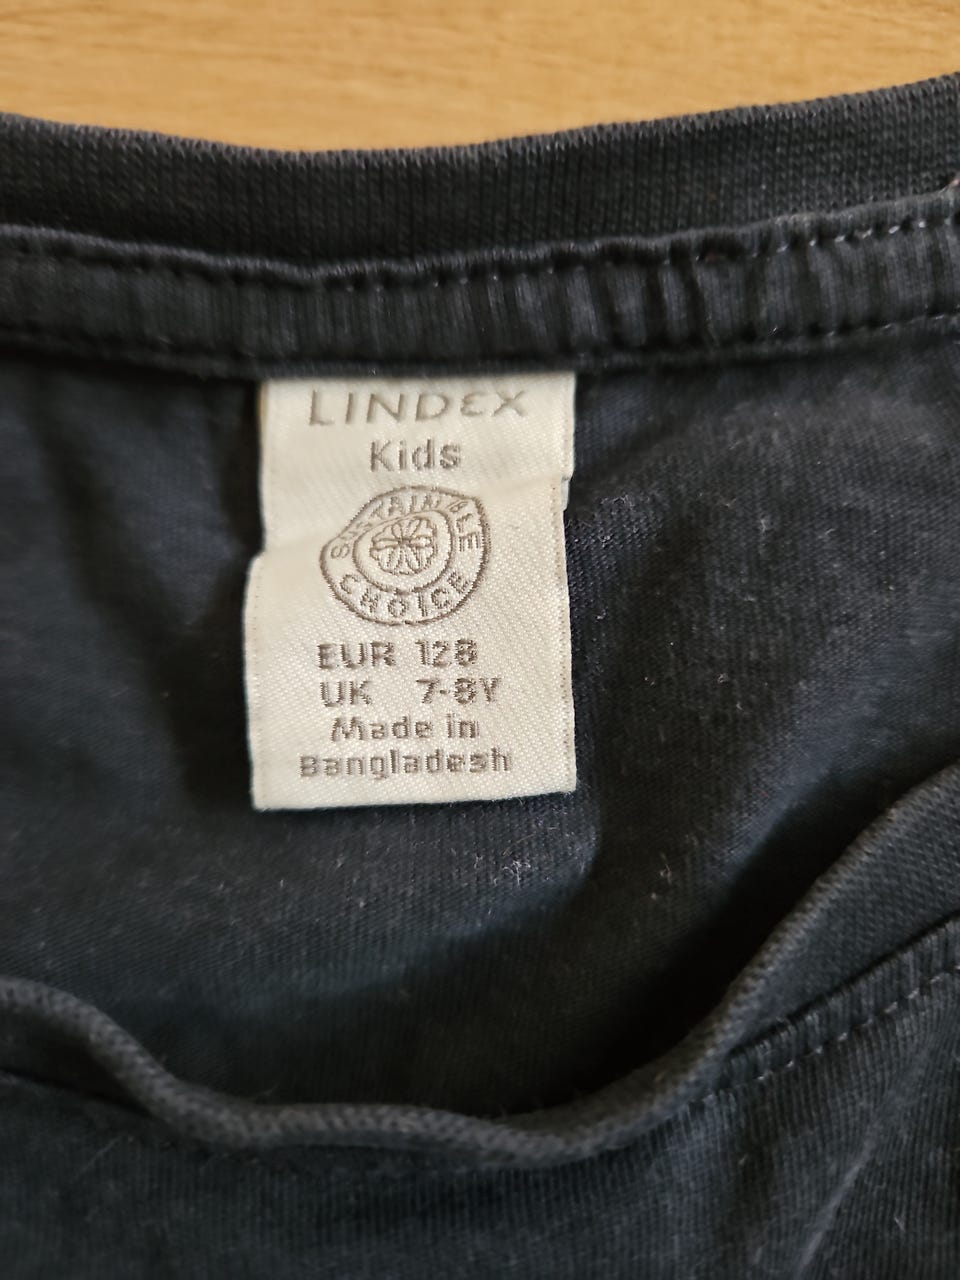 LINDEX
Kids
SUSTAINABLE
CHOICE
EUR 128
UK 7-8Y
Made in
Bangladesh